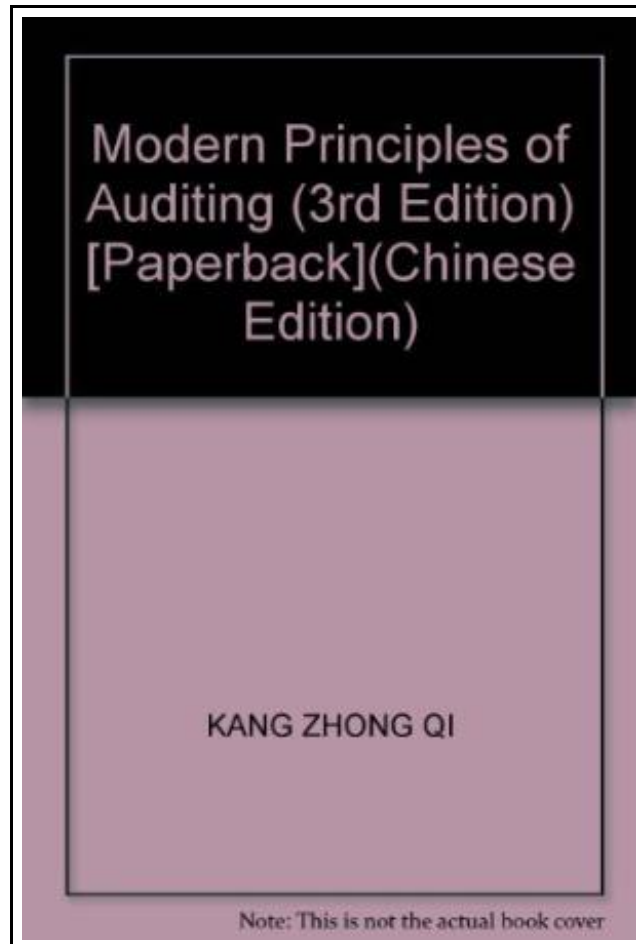 Modern Principles of
Auditing (3rd Edition)
[Paperback](Chinese
Edition)
KANG ZHONG QI
Note: This is not the actual book cover